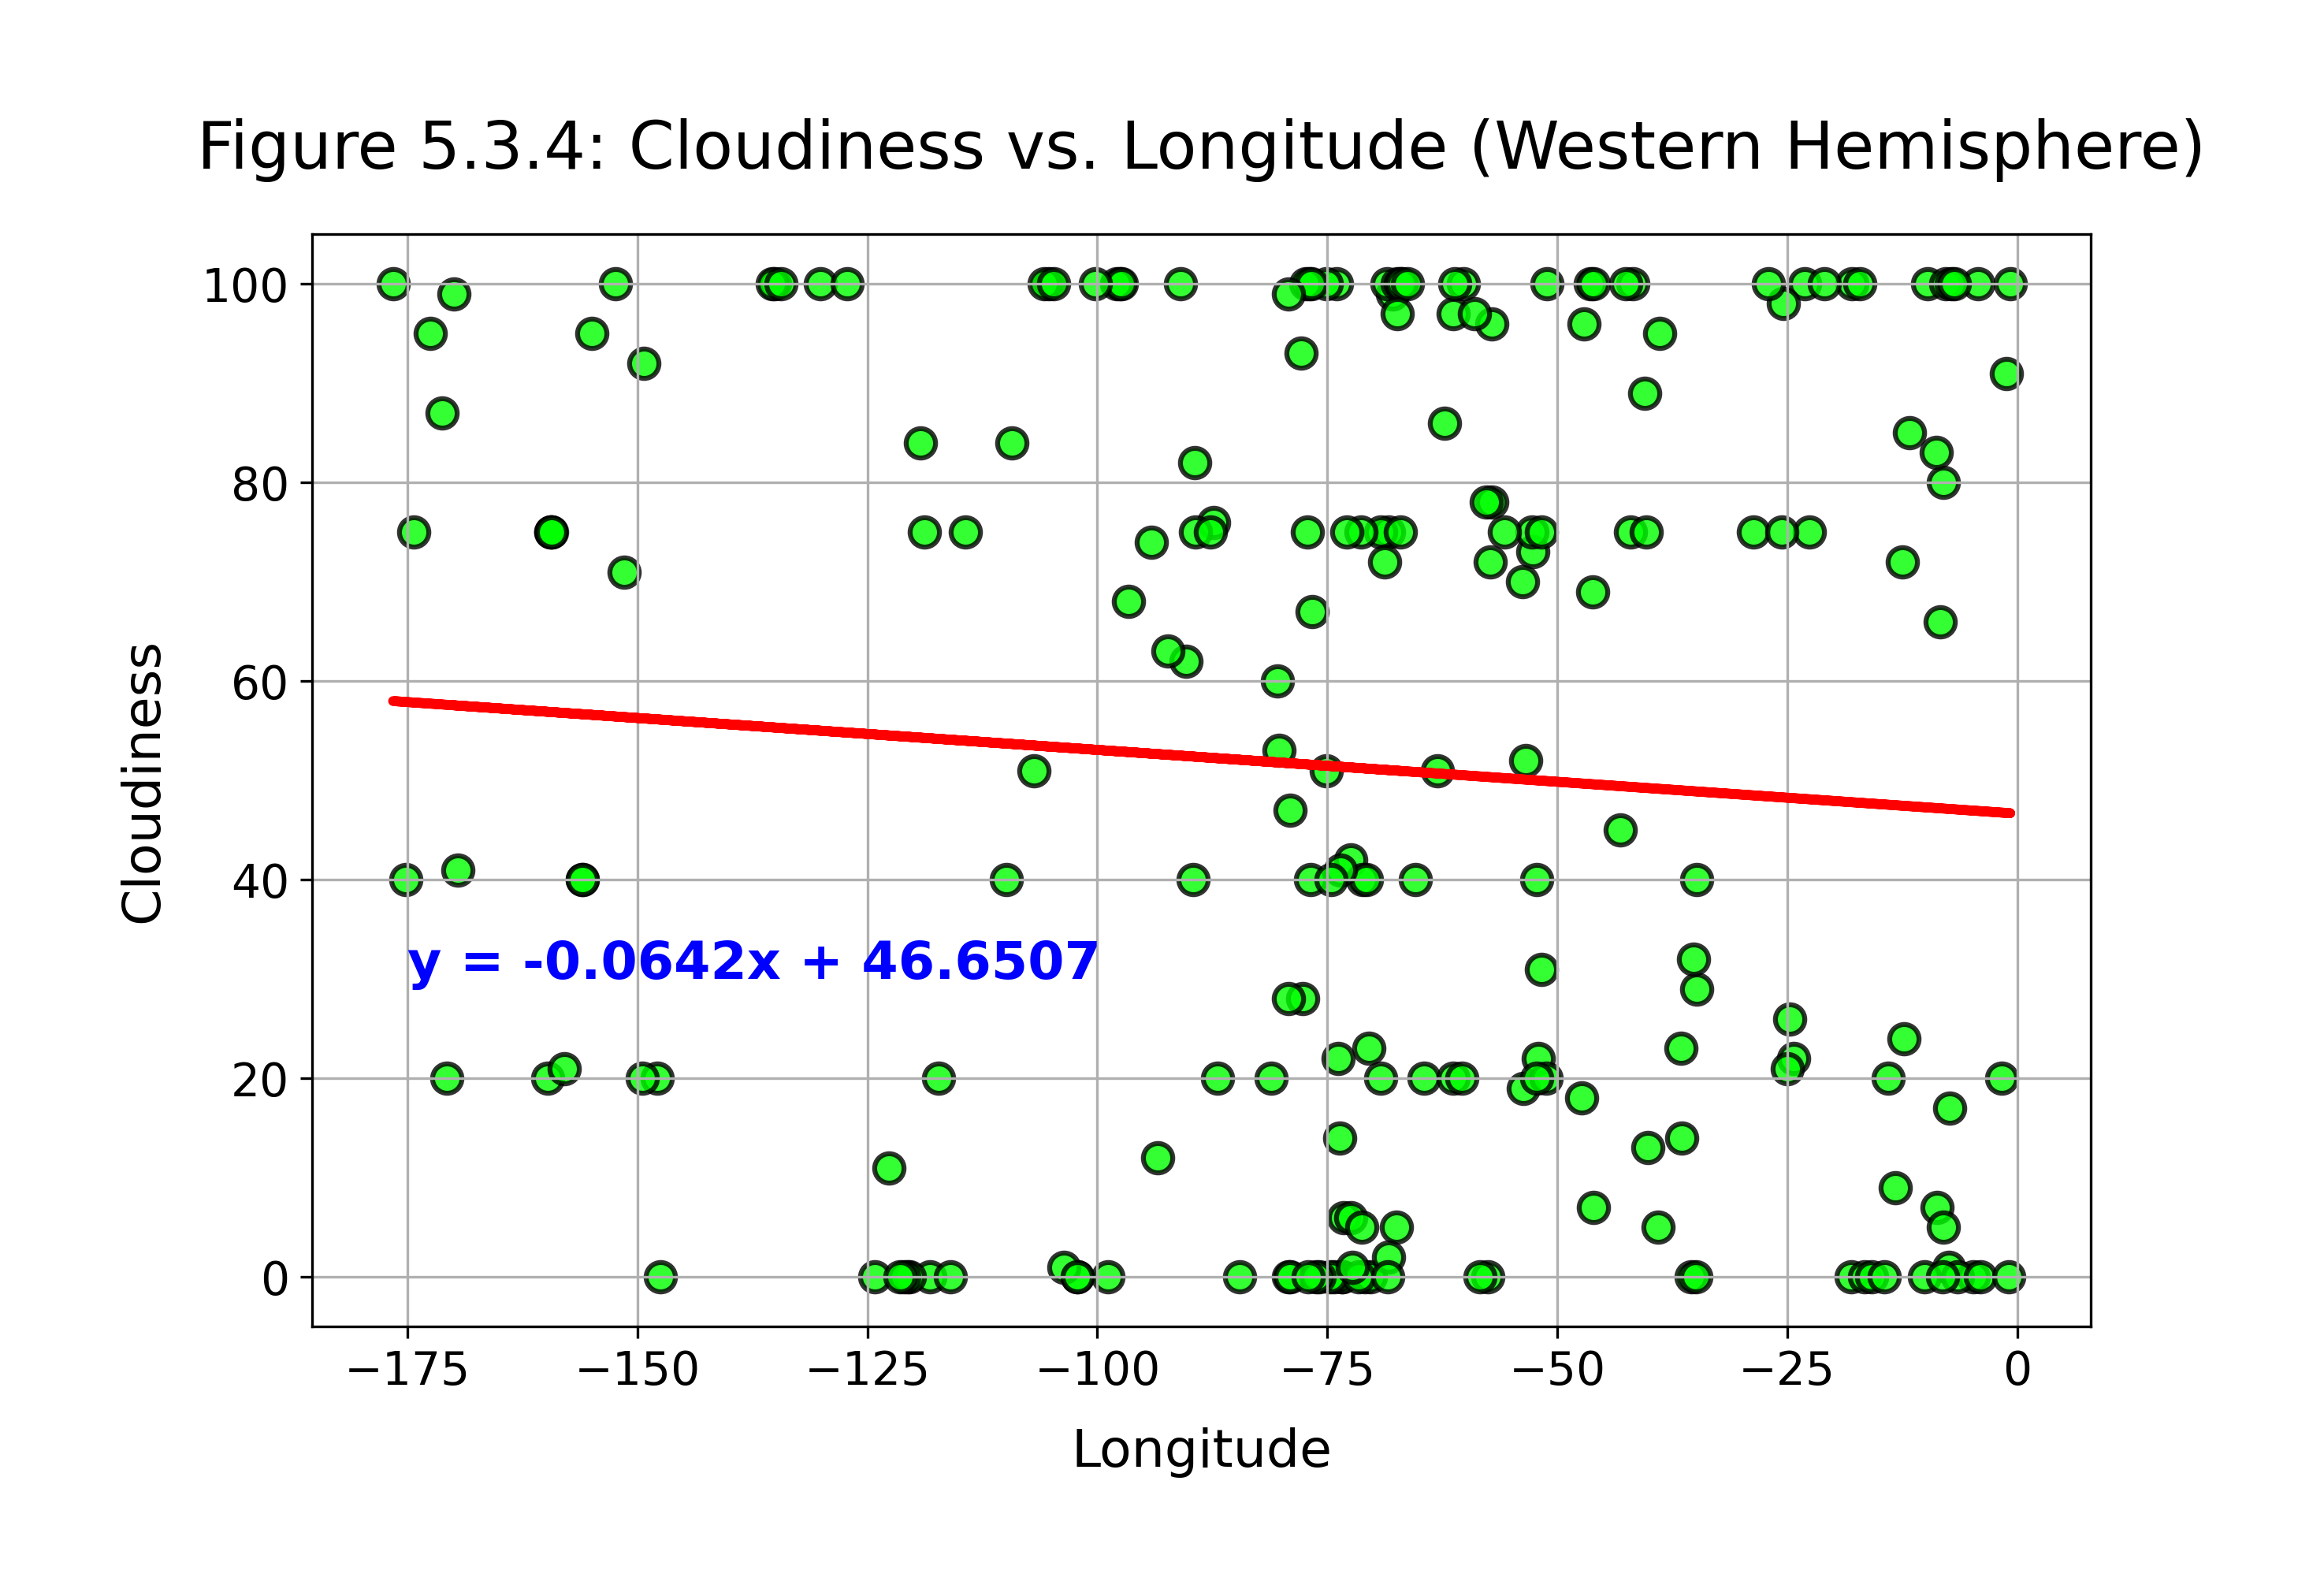 Figure 5.3.4: Cloudiness vs. Longitude (Western Hemisphere)
100
80
60
40
20
0
Cloudiness
y = -0.0642x + 46.6507
−175 −150 −125 −100 −75 −50 −25 0
Longitude